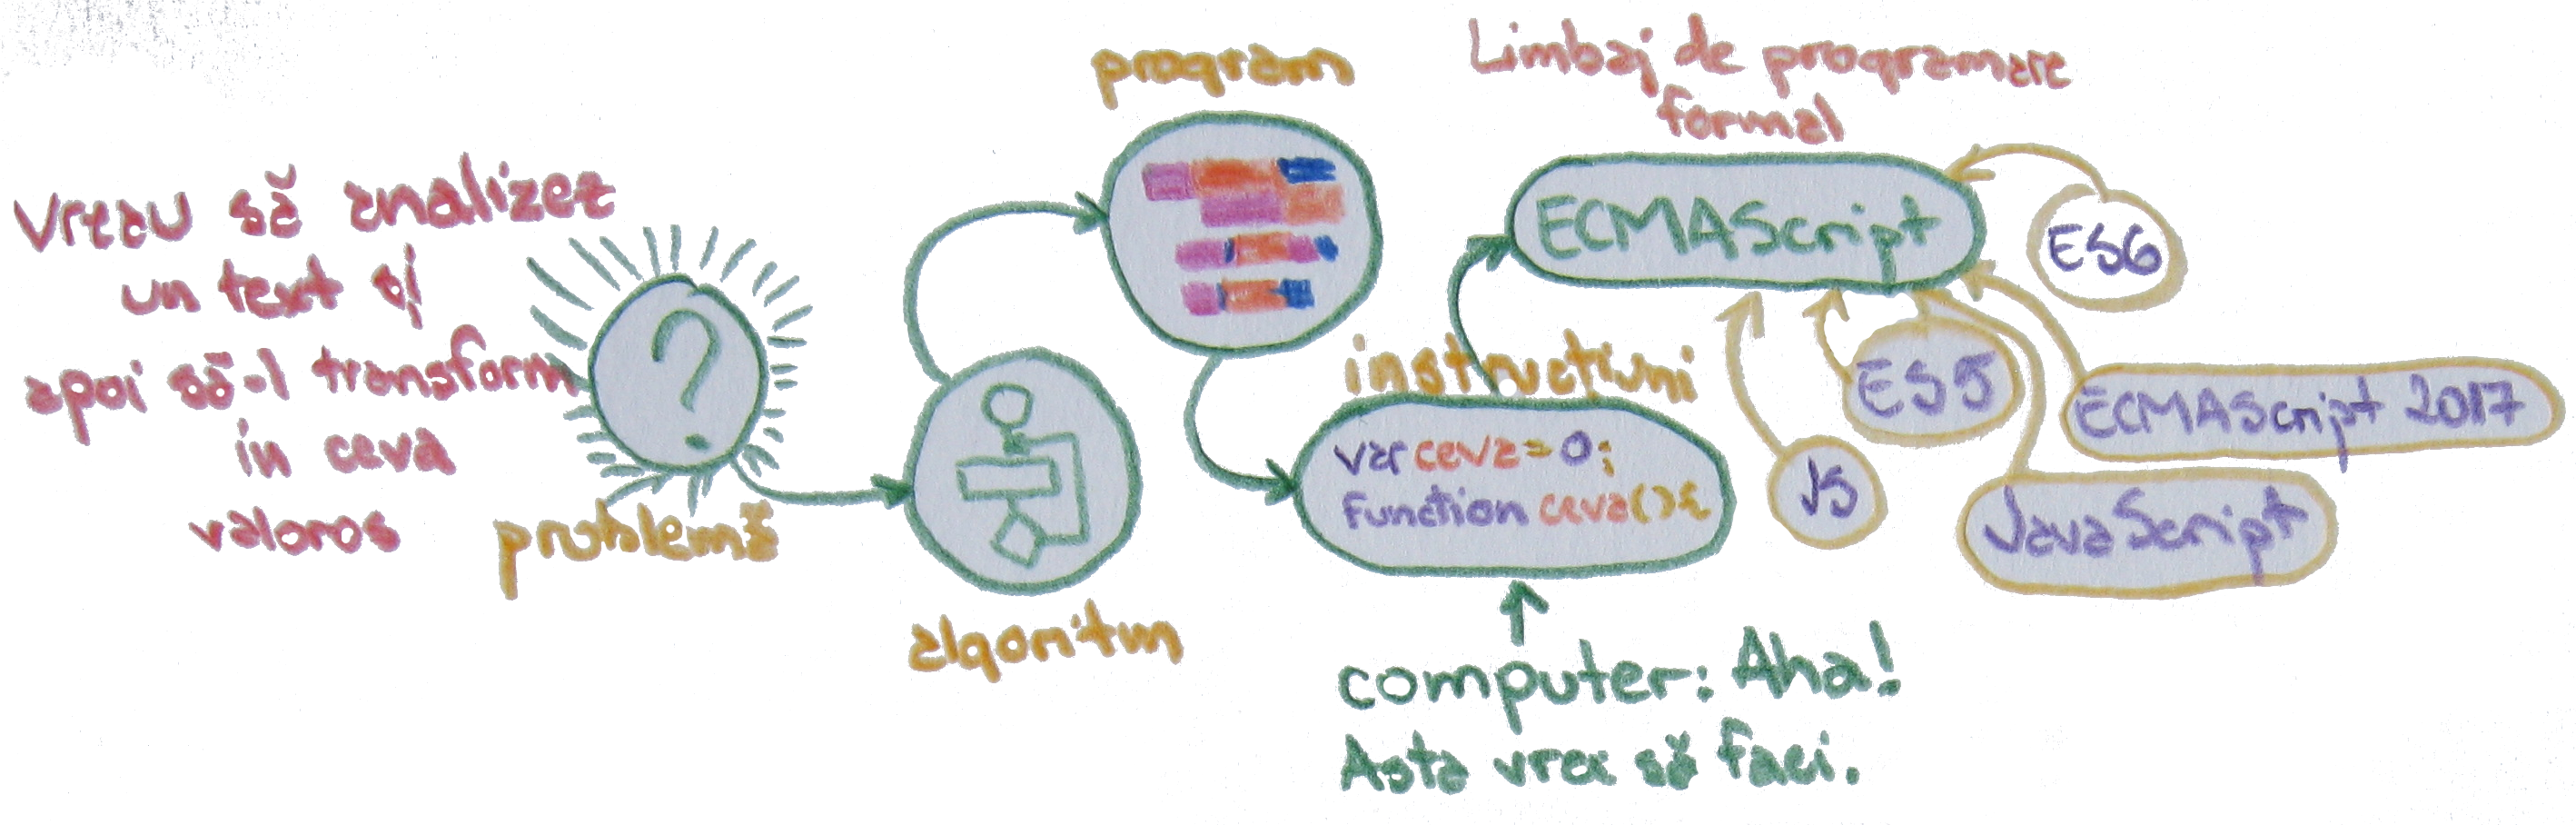 Vreau să analizez
un text și
apoi să-l transform
in ceva
valoros
problemă
algoritm
program
instrucțiuni
var ceva = 0;
function ceva(){
computer: Aha!
Asta vrei să faci.
Limbaj de programare
formal
ECMAScript
ES6
ES5
ECMAScript 2017
JS
JavaScript